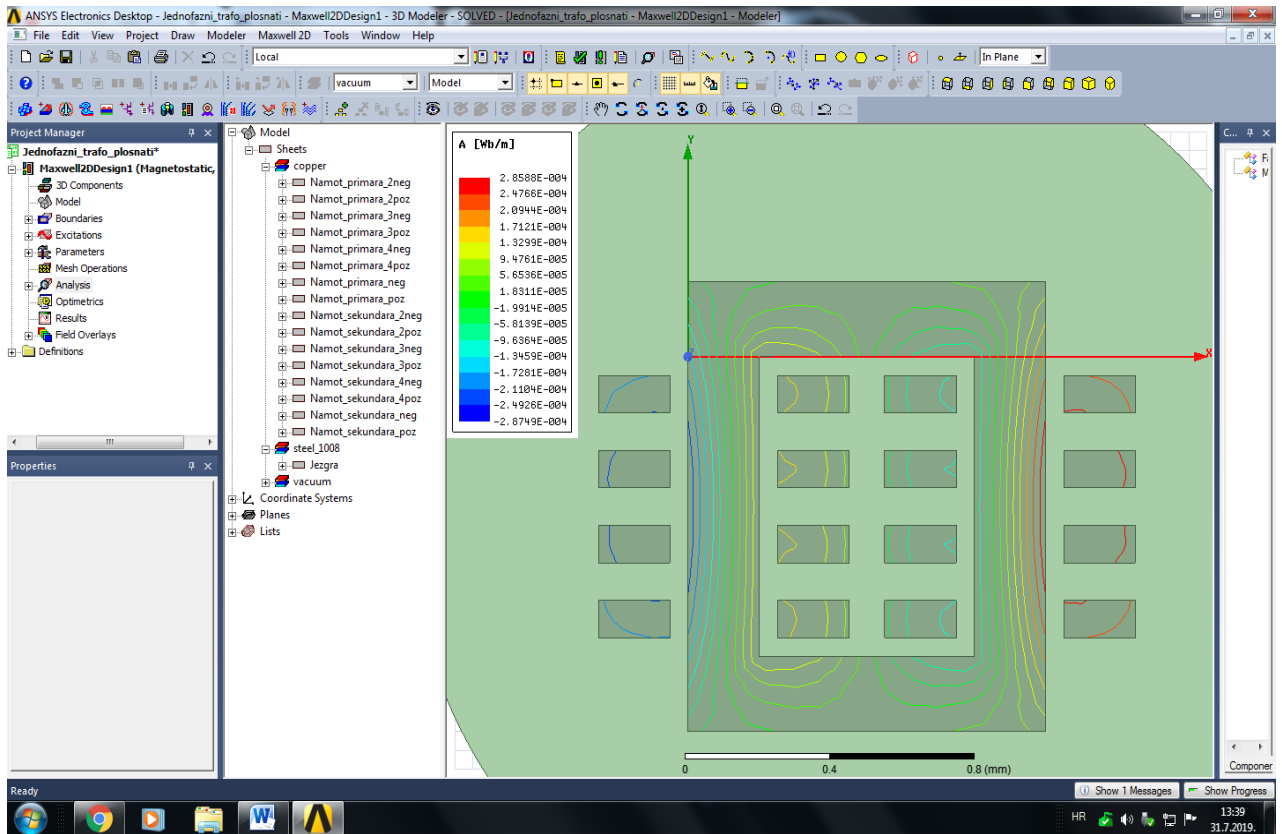 ANSYS Electronics Desktop - Jednofazni_trafo_plosnati - Maxwell2DDesign1 - 3D Modeler - SOLVED - [Jednofazni_trafo_plosnati - Maxwell2DDesign1 - Modeler]
File Edit View Project Draw Modeler Maxwell 2D Tools Window Help
Local
In Plane
vacuum
Model
Project Manager
Jednofazni_trafo_plosnati*
Maxwell2DDesign1 (Magnetostatic,
3D Components
Model
Boundaries
Excitations
Parameters
Mesh Operations
Analysis
Optimetrics
Results
Field Overlays
Definitions
Properties
Model
Sheets
copper
Namot_primara_2neg
Namot_primara_2poz
Namot_primara_3neg
Namot_primara_3poz
Namot_primara_4neg
Namot_primara_4poz
Namot_primara_neg
Namot_primara_poz
Namot_sekundara_2neg
Namot_sekundara_2poz
Namot_sekundara_3neg
Namot_sekundara_3poz
Namot_sekundara_4neg
Namot_sekundara_4poz
Namot_sekundara_neg
Namot_sekundara_poz
steel_1008
Jezgra
vacuum
Coordinate Systems
Planes
Lists
A [Wb/m]
2.8588E-004
2.4766E-004
2.0944E-004
1.7121E-004
1.3299E-004
9.4761E-005
5.6536E-005
1.8311E-005
-1.9914E-005
-5.8139E-005
-9.6364E-005
-1.3459E-004
-1.7281E-004
-2.1104E-004
-2.4926E-004
-2.8749E-004
Y
X
0 0.4 0.8 (mm)
C...
M
Componer
Ready
Show 1 Messages
Show Progress
HR
13:39
31.7.2019.